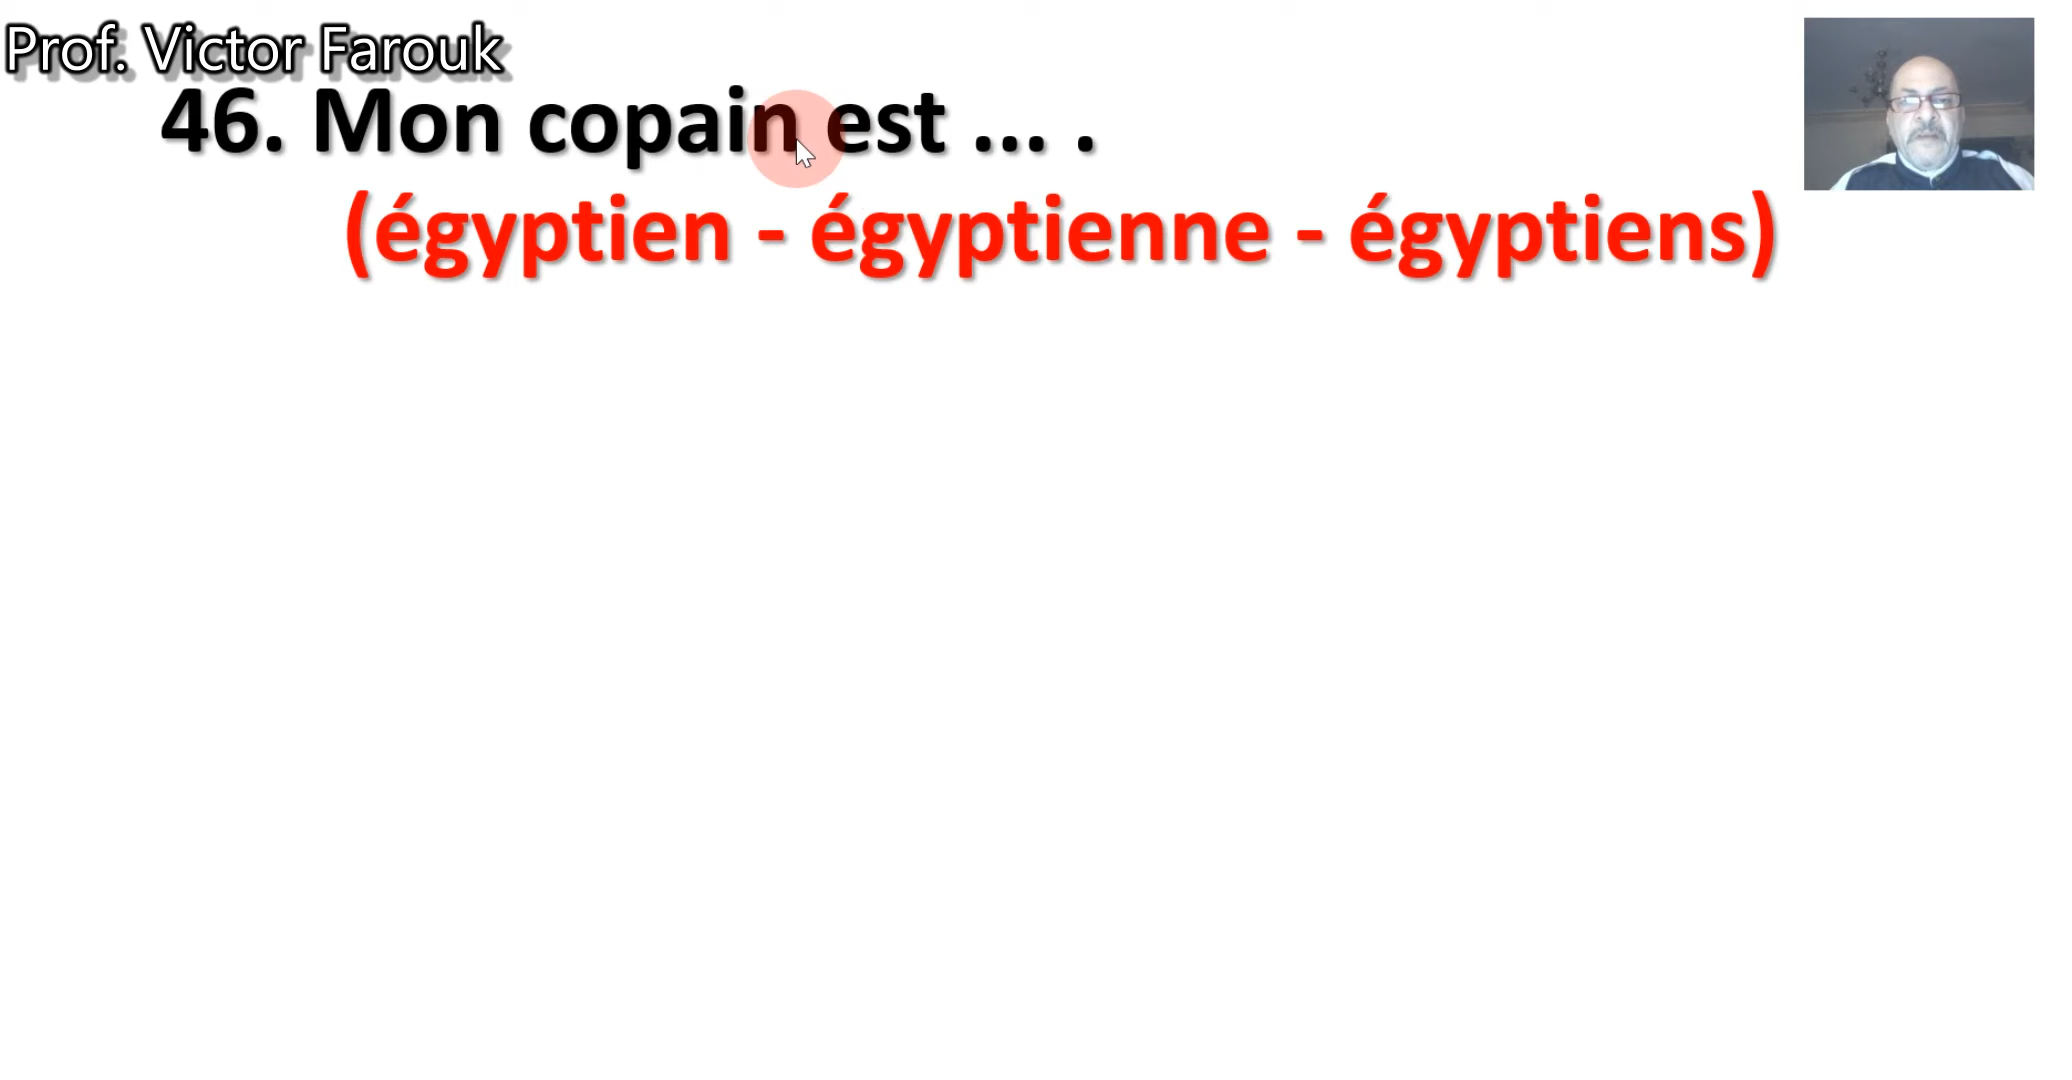 Prof. Victor Farouk
46. Mon copain est ... .
(égyptien - égyptienne - égyptiens)